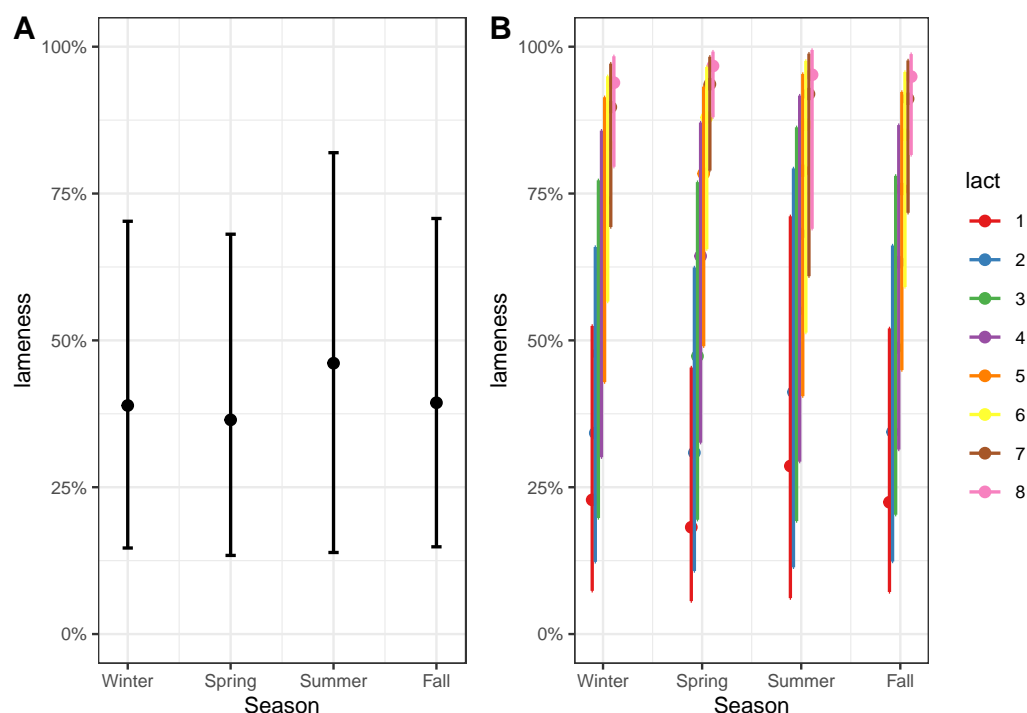 A
100%
75%
50%
25%
0%
lameness
Winter Spring Summer Fall
Season
B
100%
75%
50%
25%
0%
lameness
Winter Spring Summer Fall
Season
lact
1
2
3
4
5
6
7
8